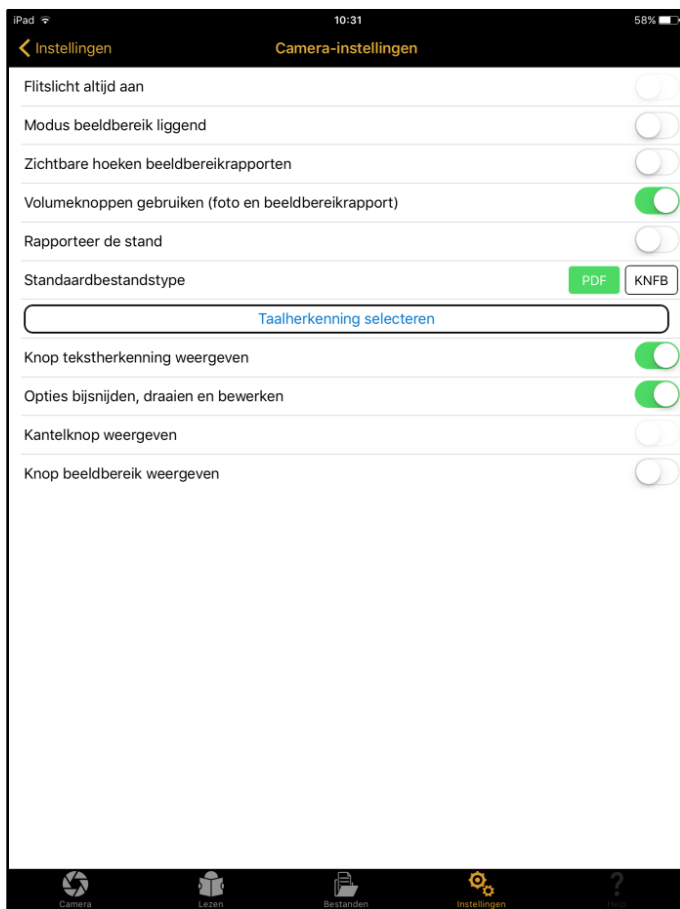 iPad 10:31 58%
Instellingen Camera-instellingen
Flitslicht altijd aan
Modus beeldbereik liggend
Zichtbare hoeken beeldbereikrapporten
Volumeknoppen gebruiken (foto en beeldbereikrapport)
Rapporteer de stand
Standaardbestandstype PDF KNFB
Taalherkenning selecteren
Knop tekstherkenning weergeven
Opties bijsnijden, draaien en bewerken
Kantelknop weergeven
Knop beeldbereik weergeven
Camera Lezen Bestanden Instellingen Help